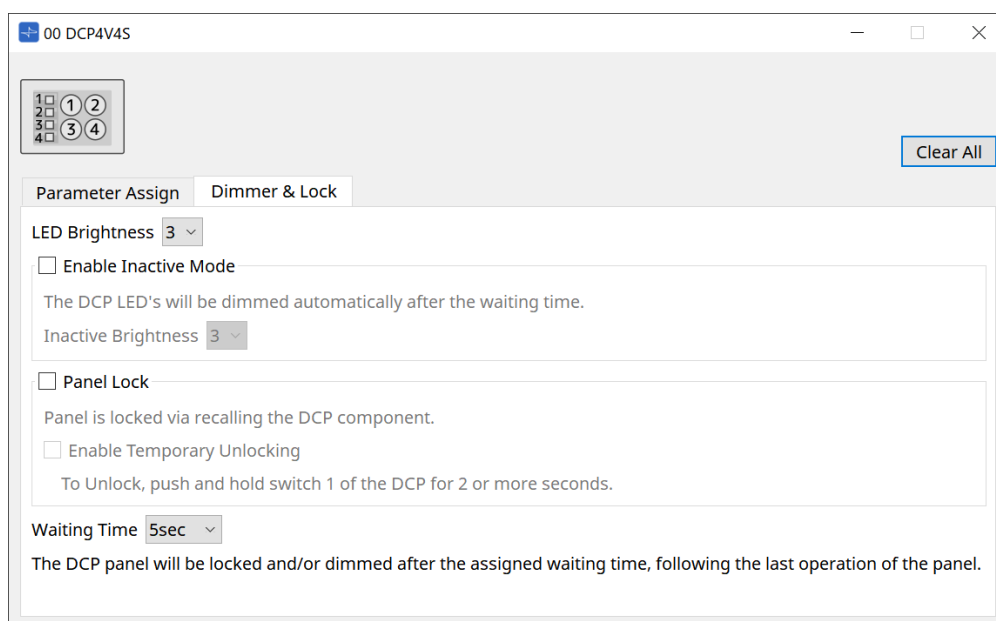 00 DCP4V4S
1 1 2
2
3 3 4
4
Clear All
Parameter Assign Dimmer & Lock
LED Brightness 3
Enable Inactive Mode
The DCP LED's will be dimmed automatically after the waiting time.
Inactive Brightness 3
Panel Lock
Panel is locked via recalling the DCP component.
Enable Temporary Unlocking
To Unlock, push and hold switch 1 of the DCP for 2 or more seconds.
Waiting Time 5sec
The DCP panel will be locked and/or dimmed after the assigned waiting time, following the last operation of the panel.